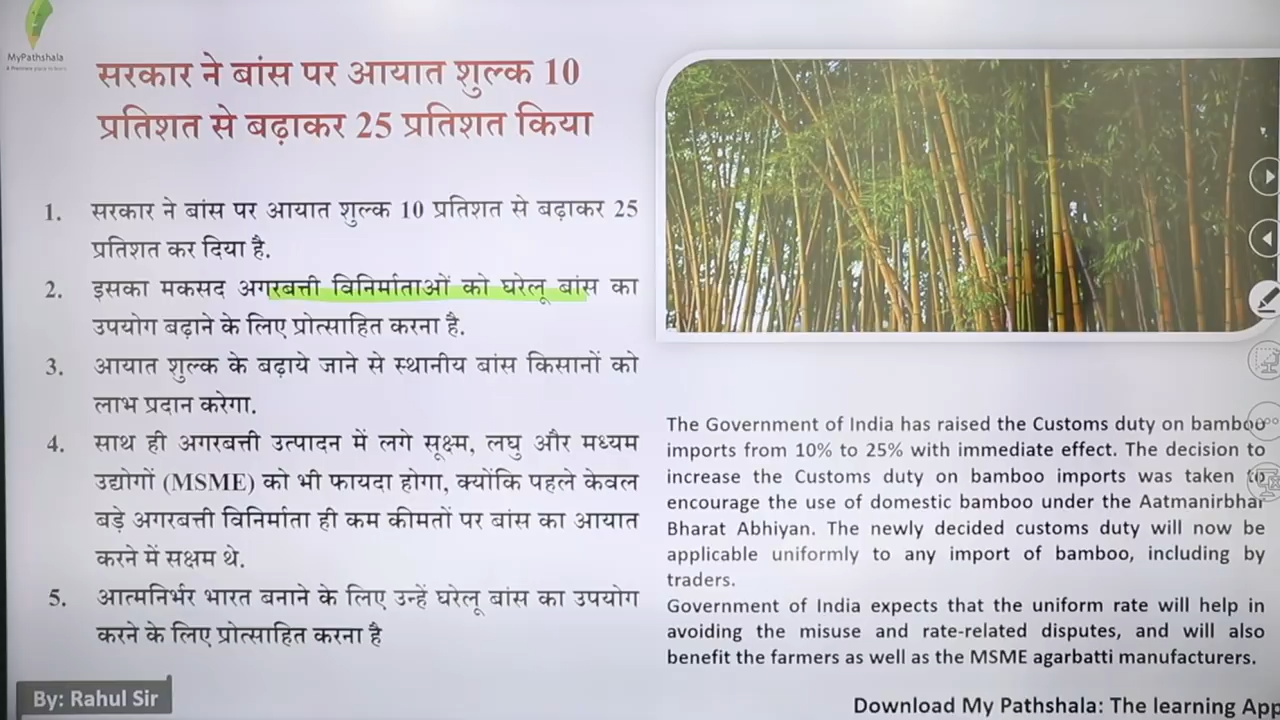 MyPathshala
सरकार ने बांस पर आयात शुल्क 10
प्रतिशत से बढ़ाकर 25 प्रतिशत किया
1. सरकार ने बांस पर आयात शुल्क 10 प्रतिशत से बढ़ाकर 25
प्रतिशत कर दिया है.
2. इसका मकसद अगरबत्ती विनिर्माताओं को घरेलू बांस का
उपयोग बढ़ाने के लिए प्रोत्साहित करना है.
3. आयात शुल्क के बढ़ाये जाने से स्थानीय बांस किसानों को
लाभ प्रदान करेगा.
4. साथ ही अगरबत्ती उत्पादन में लगे सूक्ष्म, लघु और मध्यम
उद्योगों (MSME) को भी फायदा होगा, क्योंकि पहले केवल
बड़े अगरबत्ती विनिर्माता ही कम कीमतों पर बांस का आयात
करने में सक्षम थे.
5. आत्मनिर्भर भारत बनाने के लिए उन्हें घरेलू बांस का उपयोग
करने के लिए प्रोत्साहित करना है
The Government of India has raised the Customs duty on bamboo
imports from 10% to 25% with immediate effect. The decision to
increase the Customs duty on bamboo imports was taken to
encourage the use of domestic bamboo under the Aatmanirbhar
Bharat Abhiyan. The newly decided customs duty will now be
applicable uniformly to any import of bamboo, including by
traders.
Government of India expects that the uniform rate will help in
avoiding the misuse and rate-related disputes, and will also
benefit the farmers as well as the MSME agarbatti manufacturers.
By: Rahul Sir
Download My Pathshala: The learning App